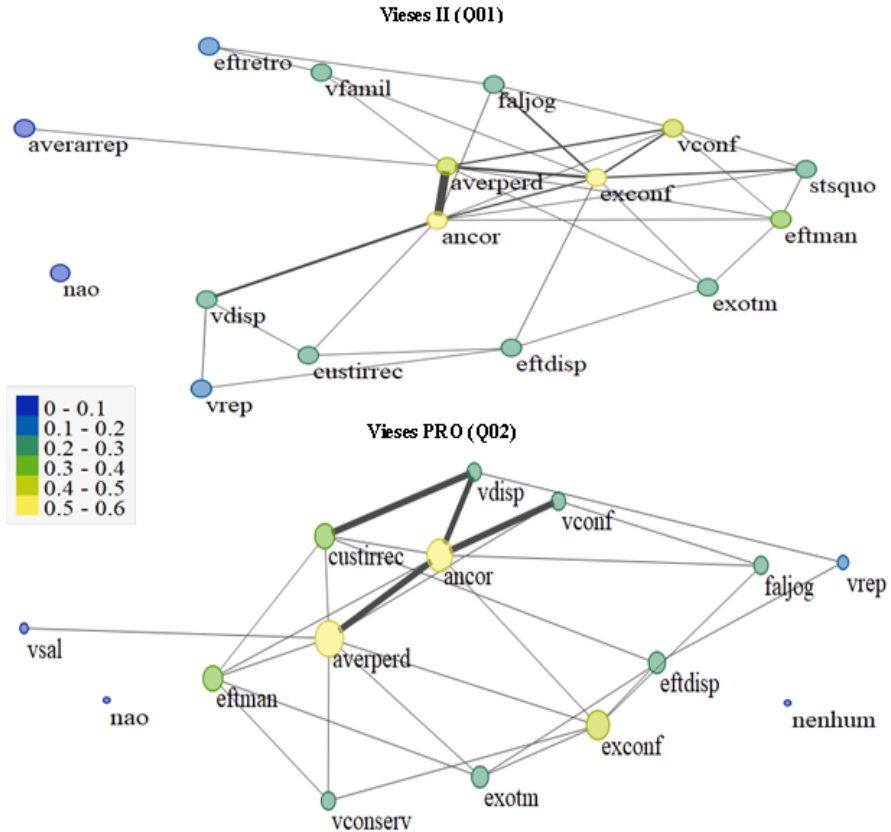 Vieses II (Q01)
eftretro
vfamil
faljog
averarrep
vconf
averperd
exconf
stsquo
ancor
eftman
nao
vdisp
exotm
custirrec
eftdisp
vrep
0 - 0.1
0.1 - 0.2
0.2 - 0.3
0.3 - 0.4
0.4 - 0.5
0.5 - 0.6
Vieses PRO (Q02)
vdisp
vconf
custirrec
ancor
faljog
vrep
vsal
averperd
eftdisp
eftman
nao
nenhum
exconf
exotm
vconserv